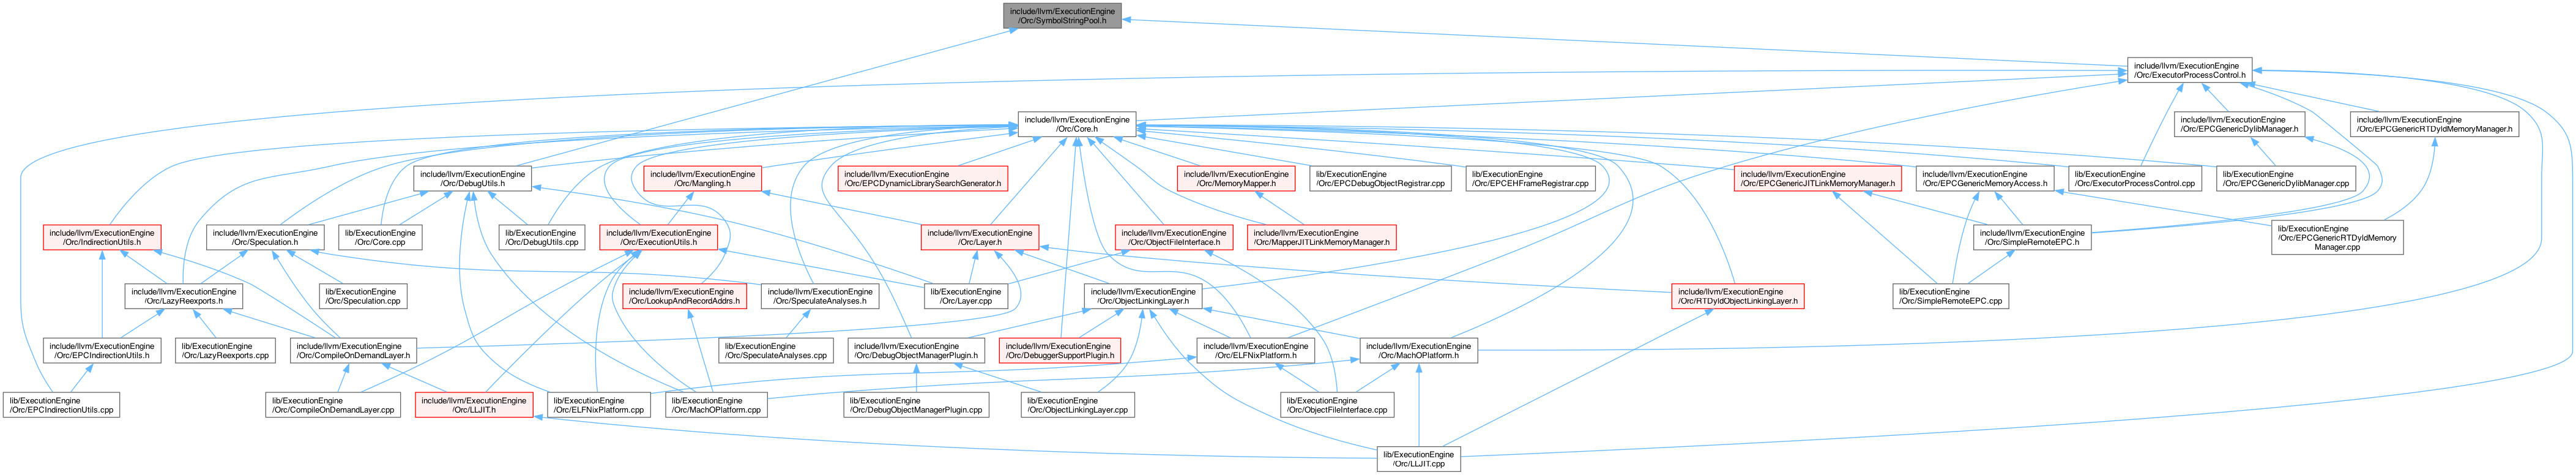 include/llvm/ExecutionEngine
/Orc/SymbolStringPool.h
include/llvm/ExecutionEngine
/Orc/ExecutorProcessControl.h
include/llvm/ExecutionEngine
/Orc/Core.h
include/llvm/ExecutionEngine
/Orc/EPCGenericDylibManager.h
include/llvm/ExecutionEngine
/Orc/EPCGenericRTDyldMemoryManager.h
include/llvm/ExecutionEngine
/Orc/DebugUtils.h
include/llvm/ExecutionEngine
/Orc/Mangling.h
include/llvm/ExecutionEngine
/Orc/EPCDynamicLibrarySearchGenerator.h
include/llvm/ExecutionEngine
/Orc/MemoryMapper.h
lib/ExecutionEngine
/Orc/EPCDebugObjectRegistrar.cpp
lib/ExecutionEngine
/Orc/EPCEHFrameRegistrar.cpp
include/llvm/ExecutionEngine
/Orc/EPCGenericJITLinkMemoryManager.h
include/llvm/ExecutionEngine
/Orc/EPCGenericMemoryAccess.h
lib/ExecutionEngine
/Orc/ExecutorProcessControl.cpp
lib/ExecutionEngine
/Orc/EPCGenericDylibManager.cpp
include/llvm/ExecutionEngine
/Orc/IndirectionUtils.h
include/llvm/ExecutionEngine
/Orc/Speculation.h
lib/ExecutionEngine
/Orc/Core.cpp
lib/ExecutionEngine
/Orc/DebugUtils.cpp
include/llvm/ExecutionEngine
/Orc/ExecutionUtils.h
include/llvm/ExecutionEngine
/Orc/Layer.h
include/llvm/ExecutionEngine
/Orc/ObjectFileInterface.h
include/llvm/ExecutionEngine
/Orc/MapperJITLinkMemoryManager.h
include/llvm/ExecutionEngine
/Orc/SimpleRemoteEPC.h
lib/ExecutionEngine
/Orc/EPCGenericRTDyldMemory
Manager.cpp
include/llvm/ExecutionEngine
/Orc/LazyReexports.h
lib/ExecutionEngine
/Orc/Speculation.cpp
include/llvm/ExecutionEngine
/Orc/LookupAndRecordAddrs.h
include/llvm/ExecutionEngine
/Orc/SpeculateAnalyses.h
lib/ExecutionEngine
/Orc/Layer.cpp
include/llvm/ExecutionEngine
/Orc/ObjectLinkingLayer.h
include/llvm/ExecutionEngine
/Orc/RTDyldObjectLinkingLayer.h
lib/ExecutionEngine
/Orc/SimpleRemoteEPC.cpp
include/llvm/ExecutionEngine
/Orc/EPCIndirectionUtils.h
lib/ExecutionEngine
/Orc/LazyReexports.cpp
include/llvm/ExecutionEngine
/Orc/CompileOnDemandLayer.h
lib/ExecutionEngine
/Orc/SpeculateAnalyses.cpp
include/llvm/ExecutionEngine
/Orc/DebugObjectManagerPlugin.h
include/llvm/ExecutionEngine
/Orc/DebuggerSupportPlugin.h
include/llvm/ExecutionEngine
/Orc/ELFNixPlatform.h
include/llvm/ExecutionEngine
/Orc/MachOPlatform.h
lib/ExecutionEngine
/Orc/EPCIndirectionUtils.cpp
lib/ExecutionEngine
/Orc/CompileOnDemandLayer.cpp
include/llvm/ExecutionEngine
/Orc/LLJIT.h
lib/ExecutionEngine
/Orc/ELFNixPlatform.cpp
lib/ExecutionEngine
/Orc/MachOPlatform.cpp
lib/ExecutionEngine
/Orc/DebugObjectManagerPlugin.cpp
lib/ExecutionEngine
/Orc/ObjectLinkingLayer.cpp
lib/ExecutionEngine
/Orc/ObjectFileInterface.cpp
lib/ExecutionEngine
/Orc/LLJIT.cpp